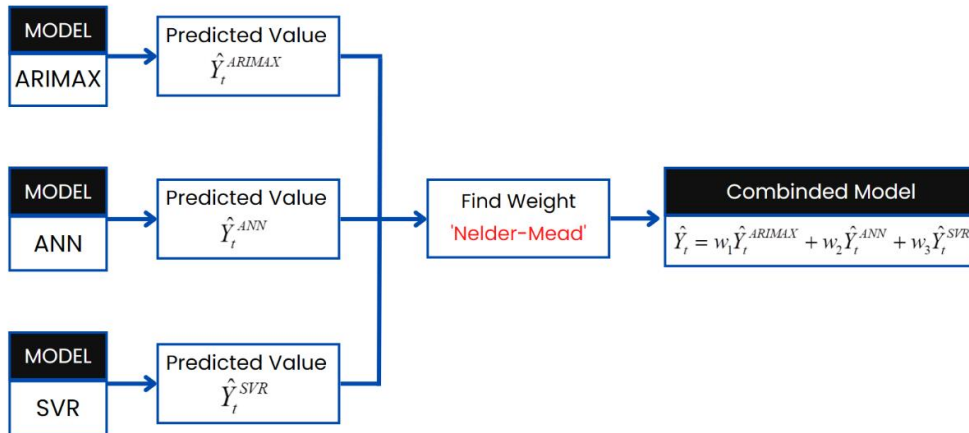 MODEL
ARIMAX
Predicted Value
Ŷ_t^{ARIMAX}
MODEL
ANN
Predicted Value
Ŷ_t^{ANN}
Find Weight
'Nelder-Mead'
Combinded Model
Ŷ_t = w_1Ŷ_t^{ARIMAX} + w_2Ŷ_t^{ANN} + w_3Ŷ_t^{SVR}
MODEL
SVR
Predicted Value
Ŷ_t^{SVR}